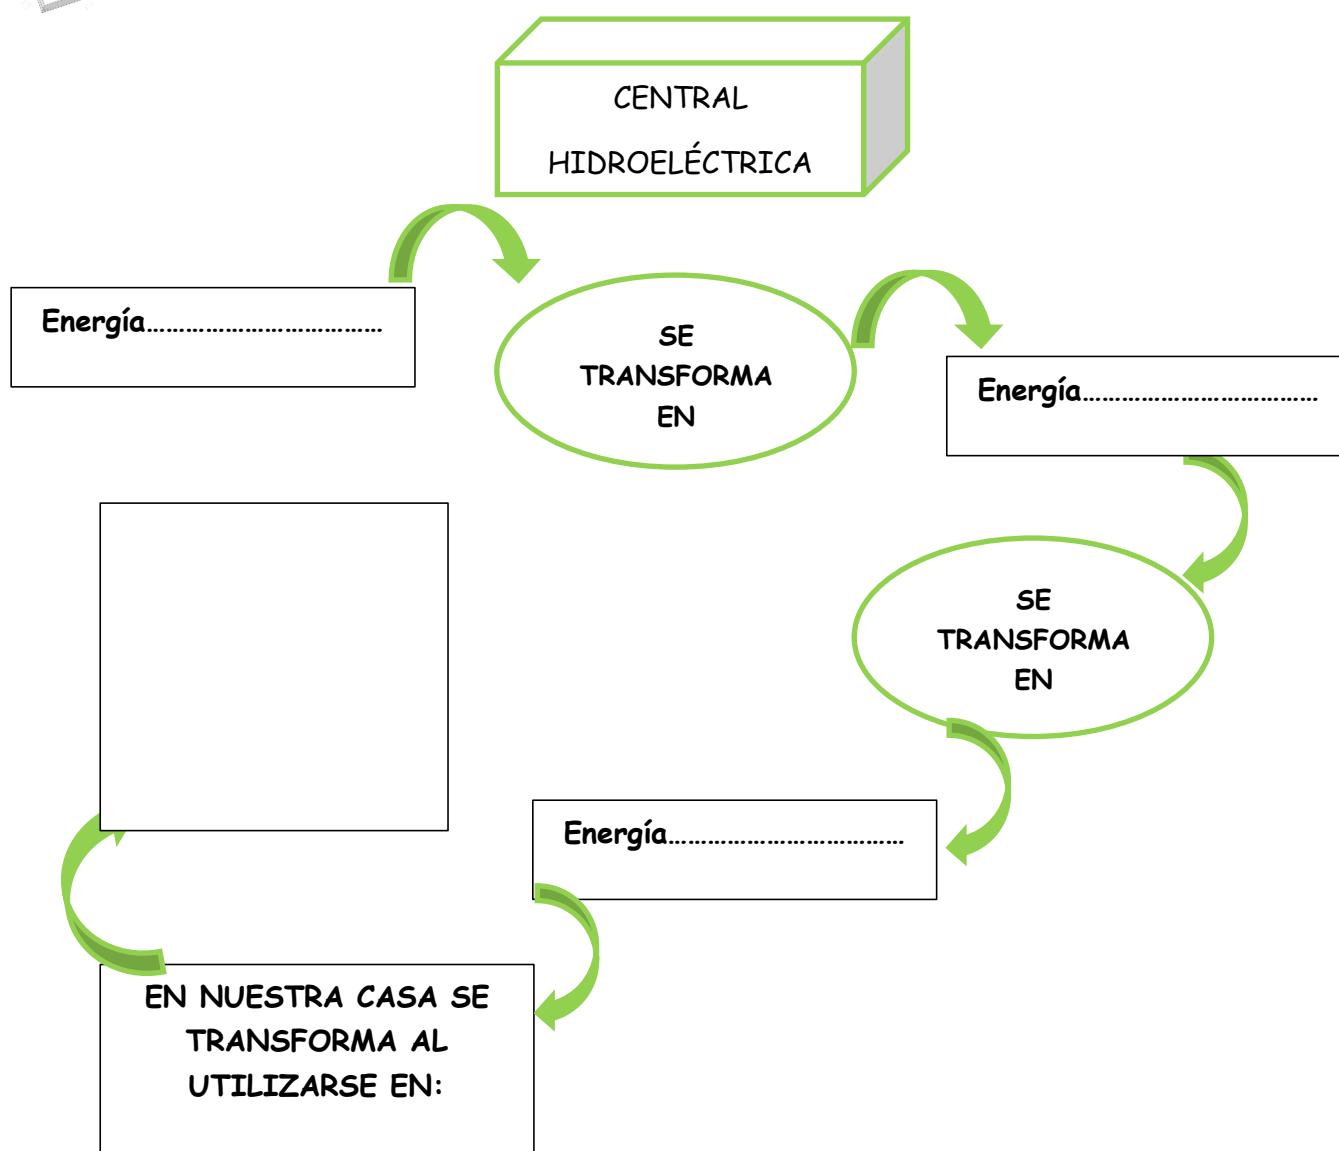 CENTRAL
HIDROELÉCTRICA
Energía………………………………
SE
TRANSFORMA
EN
Energía………………………………
SE
TRANSFORMA
EN
Energía………………………………
EN NUESTRA CASA SE
TRANSFORMA AL
UTILIZARSE EN: